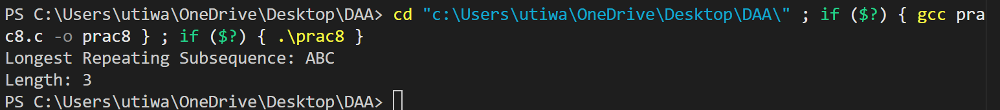 PS C:\Users\utiwa\OneDrive\Desktop\DAA> cd "c:\Users\utiwa\OneDrive\Desktop\DAA\" ; if ($?) { gcc pra
c8.c -o prac8 } ; if ($?) { .\prac8 }
Longest Repeating Subsequence: ABC
Length: 3
PS C:\Users\utiwa\OneDrive\Desktop\DAA>